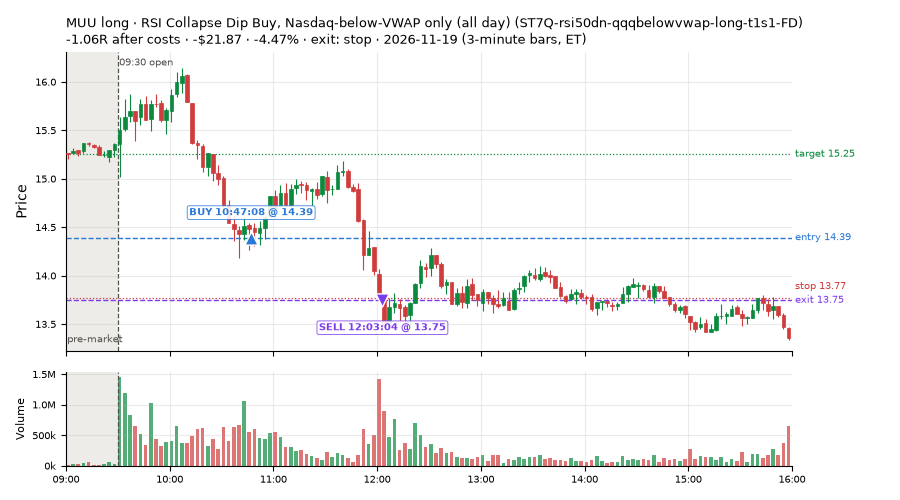 MUU long · RSI Collapse Dip Buy, Nasdaq-below-VWAP only (all day) (ST7Q-rsi50dn-qqqbelowvwap-long-t1s1-FD)
-1.06R after costs · -$21.87 · -4.47% · exit: stop · 2026-11-19 (3-minute bars, ET)
09:30 open
16.0
15.5
15.0
14.5
14.0
13.5
Price
target 15.25
BUY 10:47:08 @ 14.39
entry 14.39
stop 13.77
exit 13.75
SELL 12:03:04 @ 13.75
pre-market
1.5M
1.0M
500k
0k
Volume
09:00
10:00
11:00
12:00
13:00
14:00
15:00
16:00